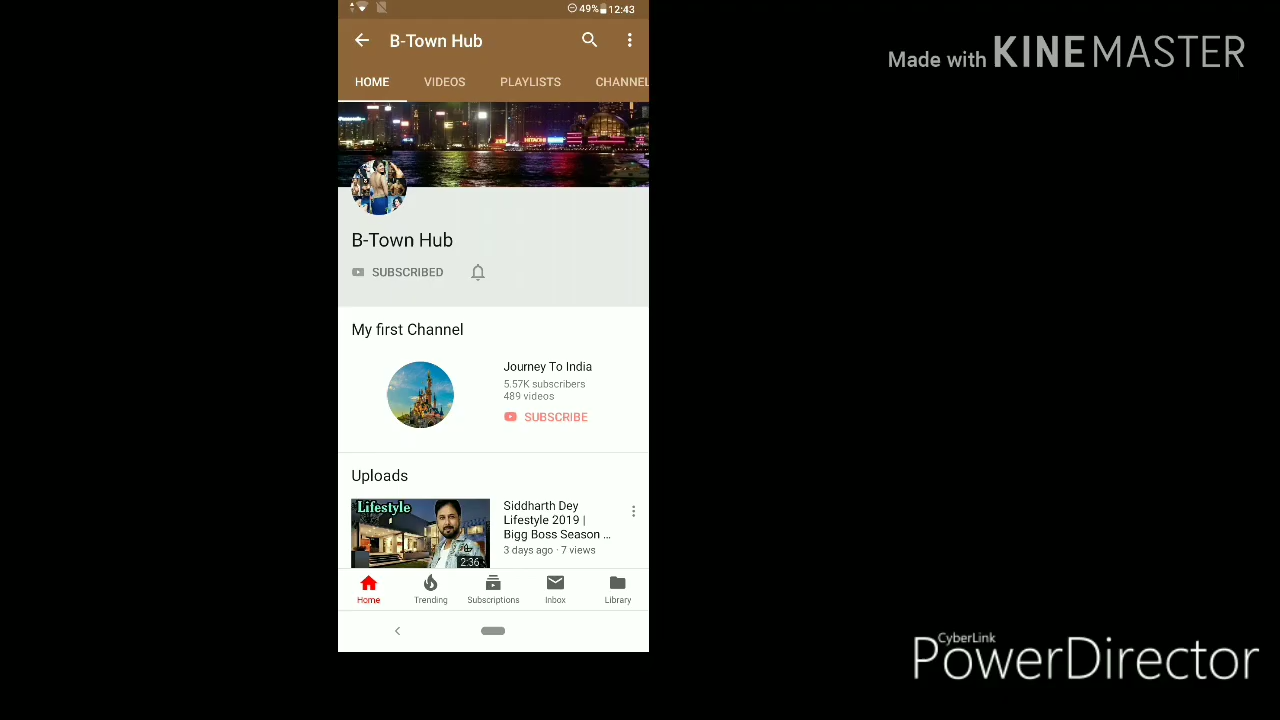 49% 12:43
B-Town Hub
HOME VIDEOS PLAYLISTS CHANNEL
HITACHI
B-Town Hub
SUBSCRIBED
My first Channel
Journey To India
5.57K subscribers
489 videos
SUBSCRIBE
Uploads
Lifestyle
2:36
Siddharth Dey
Lifestyle 2019 |
Bigg Boss Season ...
3 days ago · 7 views
Home Trending Subscriptions Inbox Library
Made with KINEMASTER
CyberLink
PowerDirector